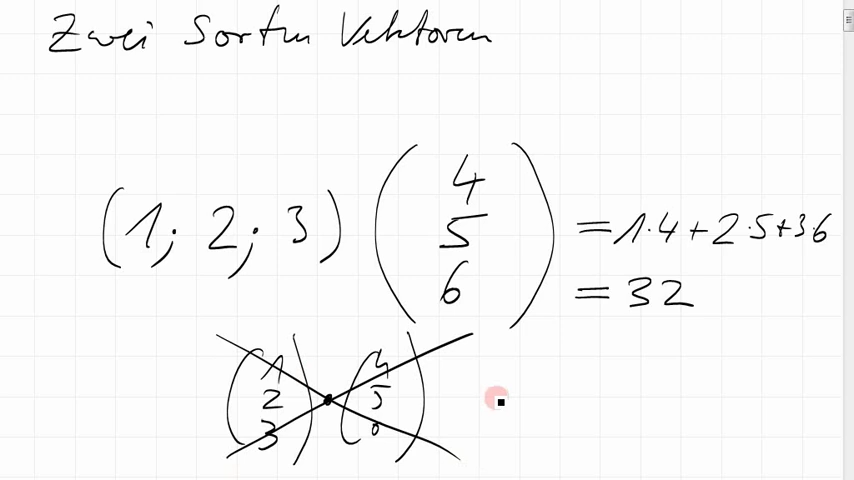 Zwei Sorten Vektoren
(1; 2; 3) (4 5 6) = 1·4+2·5+3·6
= 32
(1 2 3) · (4 5 6)